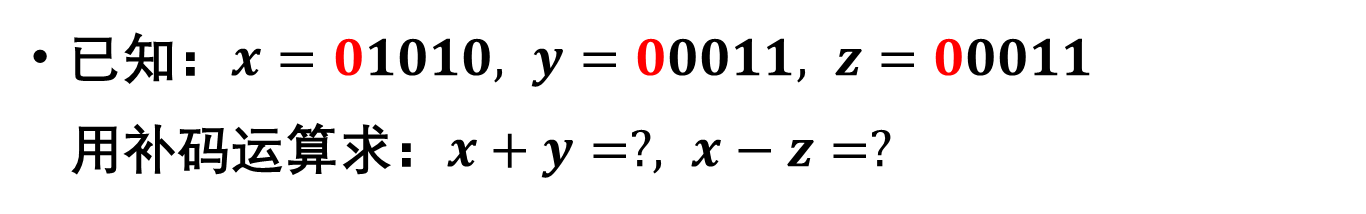 • 已知：x = 01010, y = 00011, z = 00011
用补码运算求：x + y =?, x − z =?